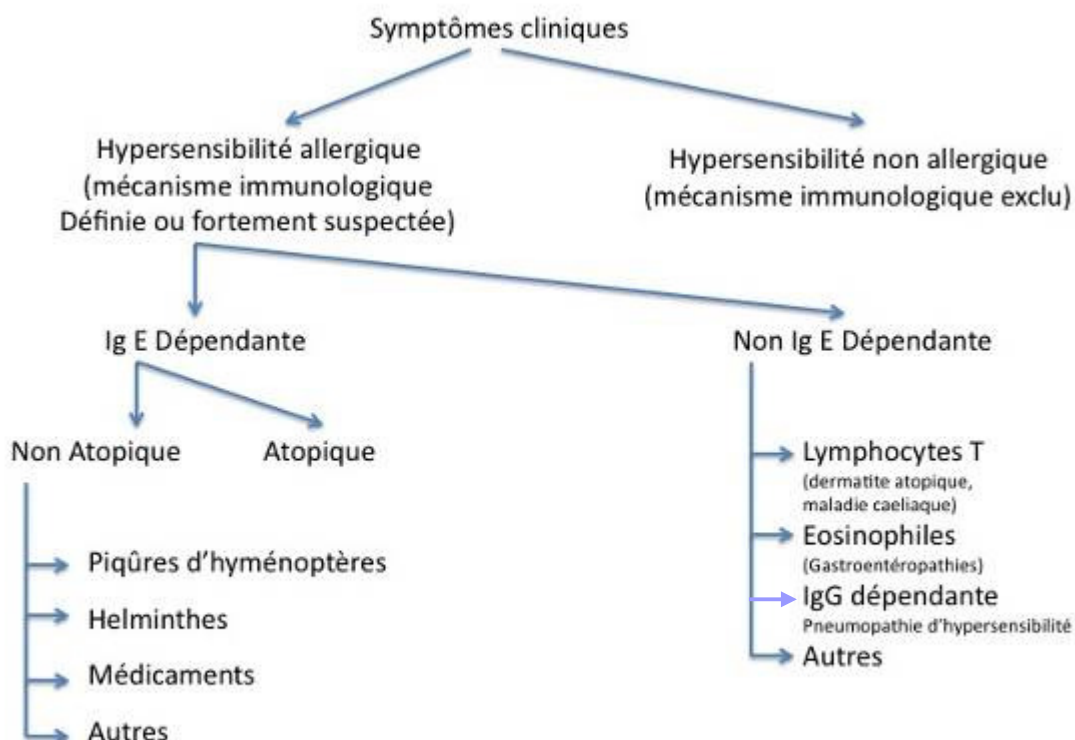 Symptômes cliniques
Hypersensibilité allergique
(mécanisme immunologique
Définie ou fortement suspectée)
Hypersensibilité non allergique
(mécanisme immunologique exclu)
Ig E Dépendante
Non Ig E Dépendante
Non Atopique
Atopique
Piqûres d'hyménoptères
Helminthes
Médicaments
Autres
Lymphocytes T
(dermatite atopique,
maladie caeliaque)
Eosinophiles
(Gastroentéropathies)
IgG dépendante
Pneumopathie d'hypersensibilité
Autres